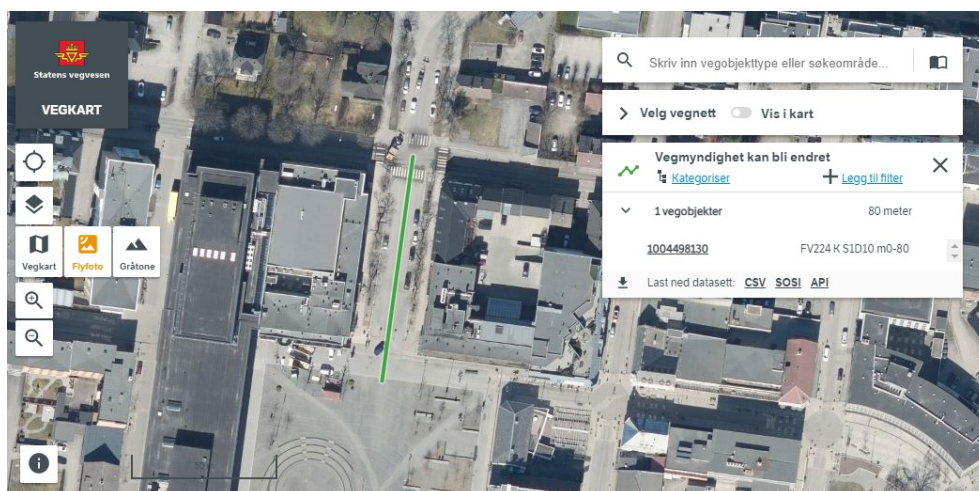 Statens vegvesen
VEGKART
Vegkart
Flyfoto
Gråtone
Skriv inn vegobjekttype eller søkeområde...
Velg vegnett Vis i kart
Vegmyndighet kan bli endret
Kategoriser Legg til filter
1 vegobjekter 80 meter
1004498130 FV224 K S1D10 m0-80
Last ned datasett: CSV SOSI API